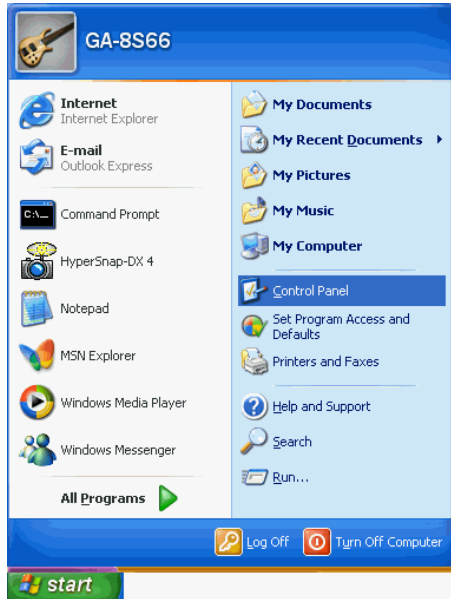 GA-8S66
Internet
Internet Explorer
E-mail
Outlook Express
C:\_
Command Prompt
HyperSnap-DX 4
Notepad
MSN Explorer
Windows Media Player
Windows Messenger
All Programs
My Documents
My Recent Documents
My Pictures
My Music
My Computer
Control Panel
Set Program Access and
Defaults
Printers and Faxes
Help and Support
Search
Run...
Log Off
Turn Off Computer
start